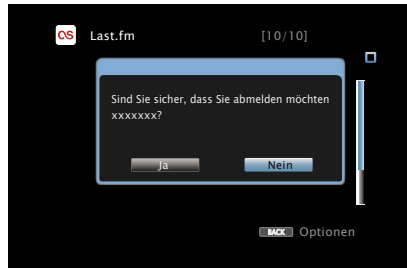 Last.fm
[10/10]
Sind Sie sicher, dass Sie abmelden möchten
xxxxxxx?
Ja
Nein
BACK Optionen